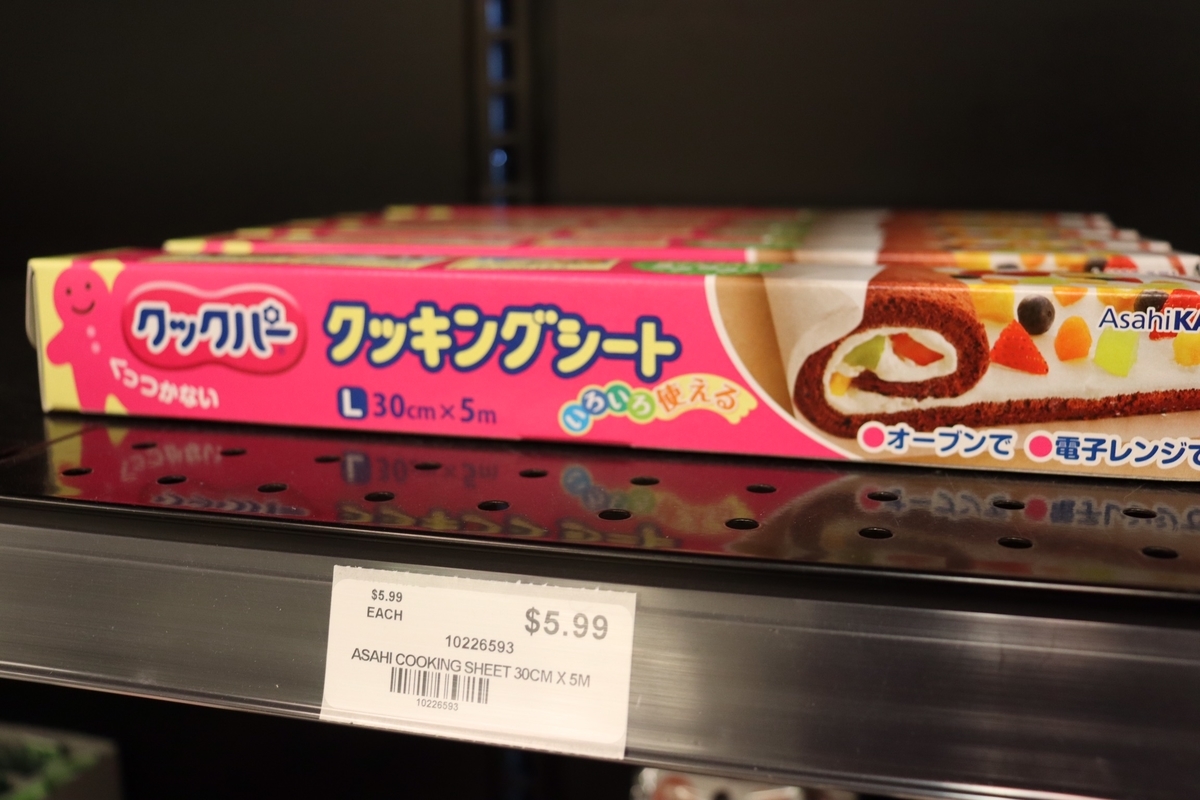 クックパー
くっつかない
クッキングシート
L 30cm×5m
いろいろ使える
AsahiKA
●オーブンで ●電子レンジで
$5.99
EACH
$5.99
10226593
ASAHI COOKING SHEET 30CM X 5M
10226593